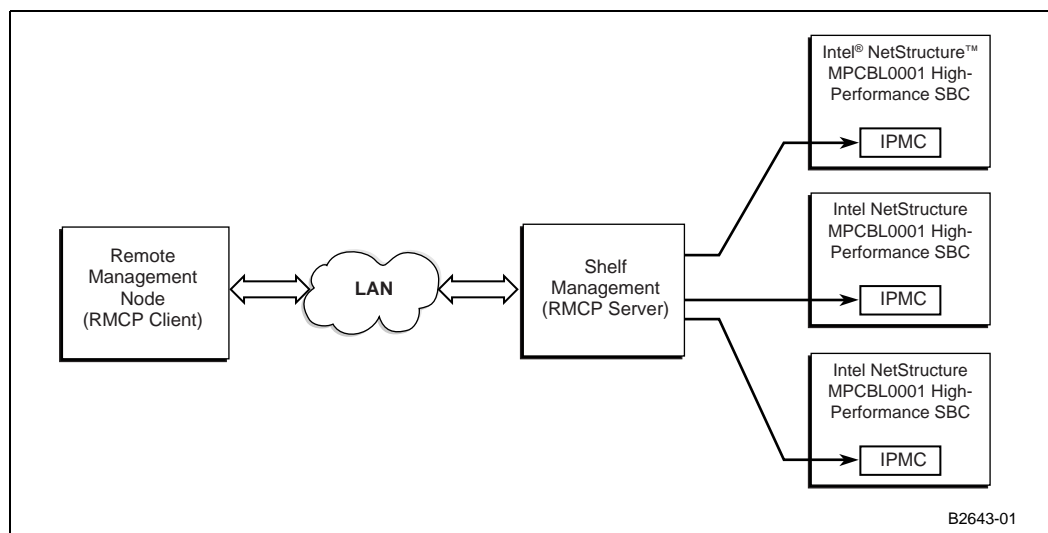 Remote
Management
Node
(RMCP Client)
LAN
Shelf
Management
(RMCP Server)
Intel® NetStructure™
MPCBL0001 High-
Performance SBC
IPMC
Intel NetStructure
MPCBL0001 High-
Performance SBC
IPMC
Intel NetStructure
MPCBL0001 High-
Performance SBC
IPMC
B2643-01